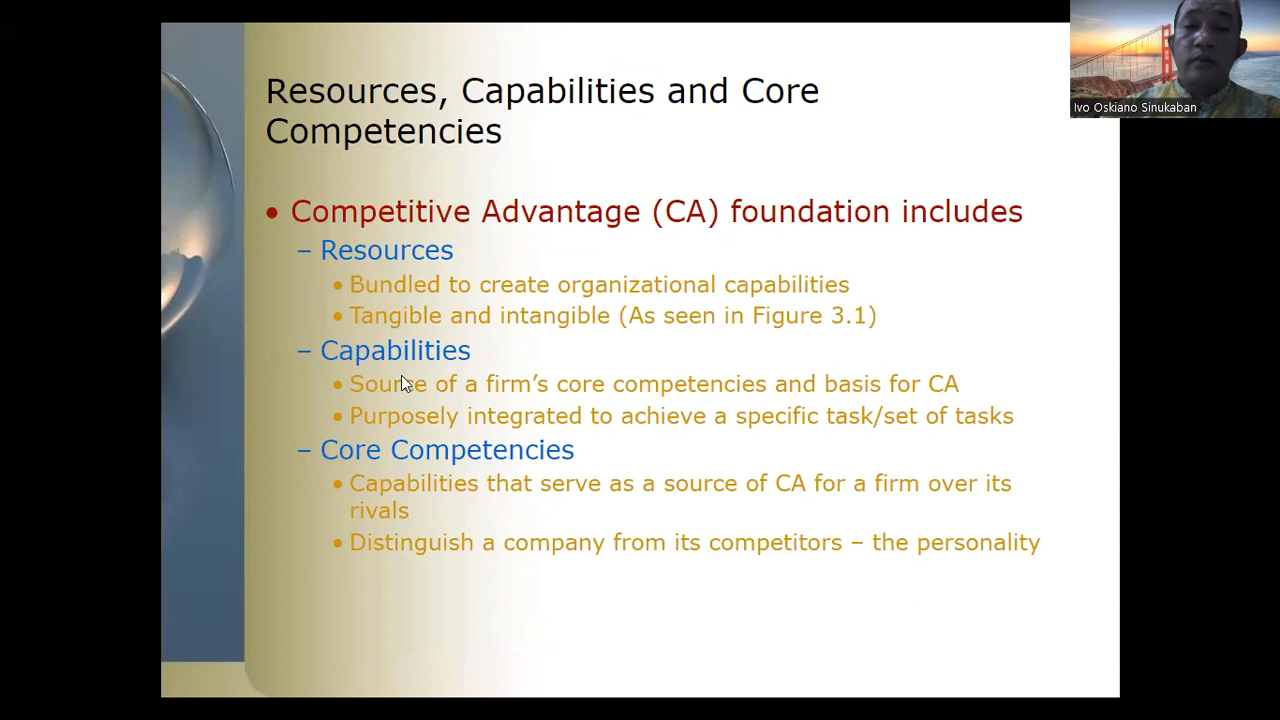 Resources, Capabilities and Core
Competencies
• Competitive Advantage (CA) foundation includes
– Resources
• Bundled to create organizational capabilities
• Tangible and intangible (As seen in Figure 3.1)
– Capabilities
• Source of a firm’s core competencies and basis for CA
• Purposely integrated to achieve a specific task/set of tasks
– Core Competencies
• Capabilities that serve as a source of CA for a firm over its
rivals
• Distinguish a company from its competitors – the personality
Ivo Oskiano Sinukaban